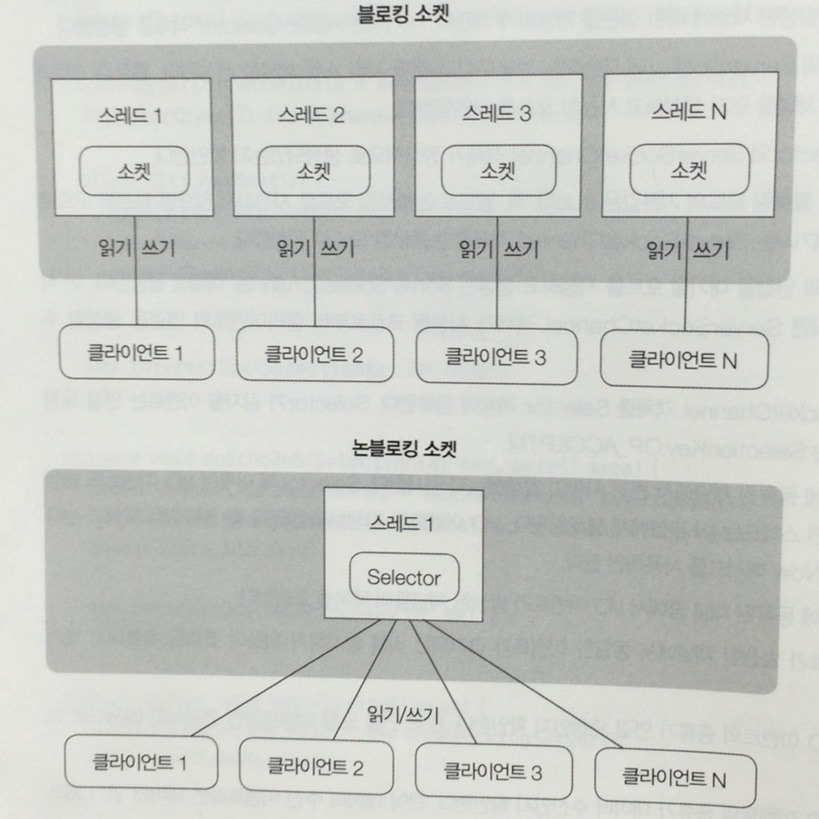 블로킹 소켓
스레드 1 스레드 2 스레드 3 스레드 N
소켓 소켓 소켓 소켓
읽기 쓰기 읽기 쓰기 읽기 쓰기 읽기 쓰기
클라이언트 1 클라이언트 2 클라이언트 3 클라이언트 N
논블로킹 소켓
스레드 1
Selector
읽기/쓰기
클라이언트 1 클라이언트 2 클라이언트 3 클라이언트 N